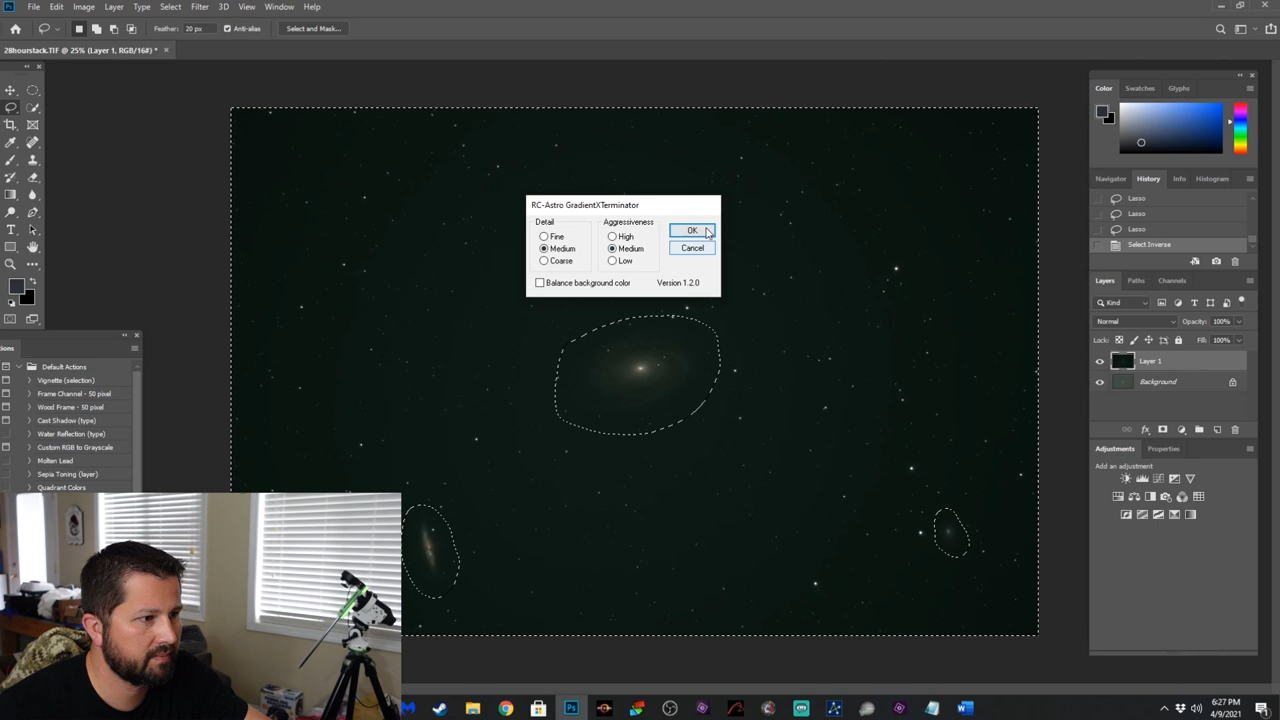 Ps File Edit Image Layer Type Select Filter 3D View Window Help
Feather: 20 px Anti-alias Select and Mask...
28hourstack.TIF @ 25% (Layer 1, RGB/16#) *
Color Swatches Glyphs
Navigator History Info Histogram
Lasso
Lasso
Lasso
Select Inverse
RC-Astro GradientXTerminator
Detail Aggressiveness
OK
Fine High
Medium Medium
Cancel
Coarse Low
Balance background color Version 1.2.0
Layers Paths Channels
Kind
Normal Opacity: 100%
Lock: Fill: 100%
Layer 1
Background
Adjustments Properties
Add an adjustment
ions
Default Actions
Vignette (selection)
Frame Channel - 50 pixel
Wood Frame - 50 pixel
Cast Shadow (type)
Water Reflection (type)
Custom RGB to Grayscale
Molten Lead
Sepia Toning (layer)
Quadrant Colors
Ps
6:27 PM
4/9/2021